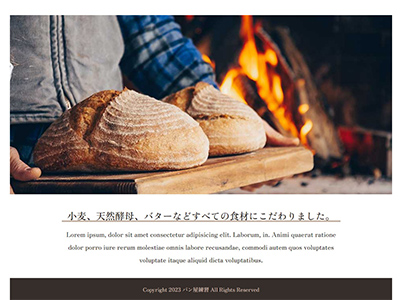 小麦、天然酵母、バターなどすべての食材にこだわりました。
Lorem ipsum, dolor sit amet consectetur adipisicing elit. Laborum, in. Animi quaerat ratione
dolor porro iure rerum molestiae omnis labore recusandae, commodi autem quos voluptates
voluptate itaque aliquid dicta voluptatibus.
Copyright 2023 パン屋練習 All Rights Reserved